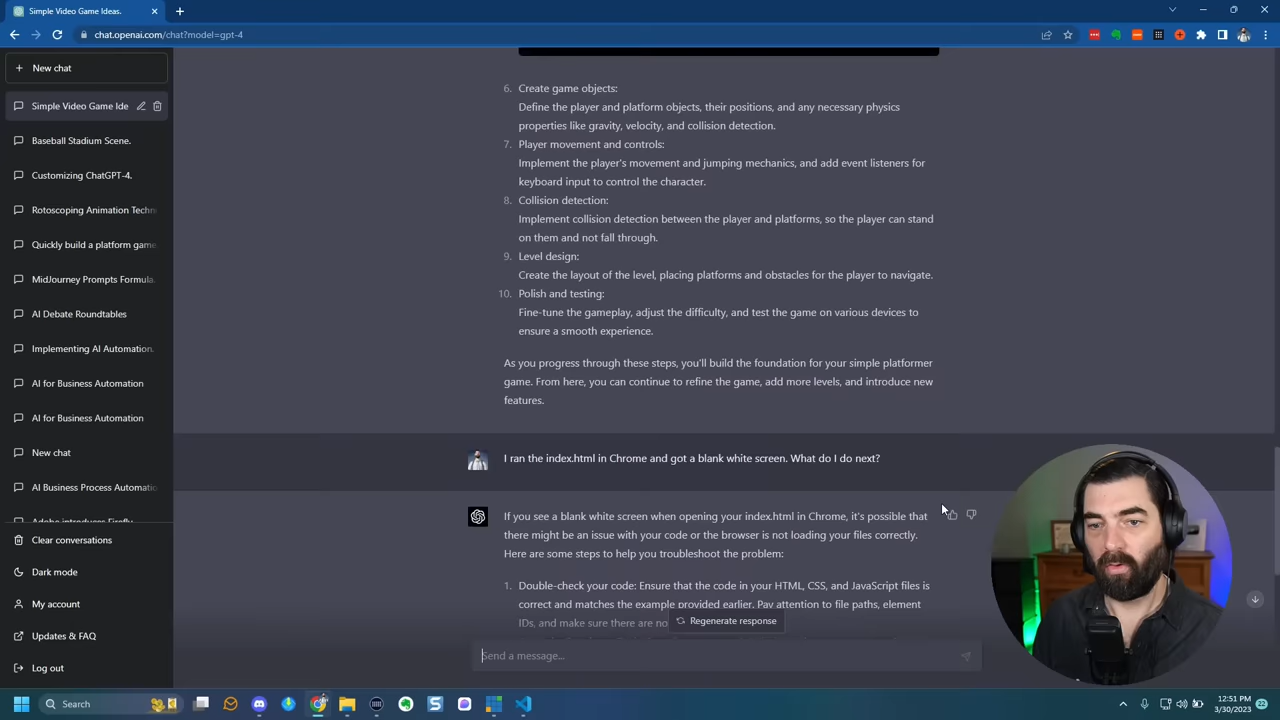 Simple Video Game Ideas.
chat.openai.com/chat?model=gpt-4
New chat
Simple Video Game Ide
Baseball Stadium Scene.
Customizing ChatGPT-4.
Rotoscoping Animation Techn
Quickly build a platform game
MidJourney Prompts Formula.
AI Debate Roundtables
Implementing AI Automation.
AI for Business Automation
AI for Business Automation
New chat
AI Business Process Automatio
Adobe introduces Firefly
Clear conversations
Dark mode
My account
Updates & FAQ
Log out
6. Create game objects:
Define the player and platform objects, their positions, and any necessary physics
properties like gravity, velocity, and collision detection.
7. Player movement and controls:
Implement the player's movement and jumping mechanics, and add event listeners for
keyboard input to control the character.
8. Collision detection:
Implement collision detection between the player and platforms, so the player can stand
on them and not fall through.
9. Level design:
Create the layout of the level, placing platforms and obstacles for the player to navigate.
10. Polish and testing:
Fine-tune the gameplay, adjust the difficulty, and test the game on various devices to
ensure a smooth experience.
As you progress through these steps, you'll build the foundation for your simple platformer
game. From here, you can continue to refine the game, add more levels, and introduce new
features.
I ran the index.html in Chrome and got a blank white screen. What do I do next?
If you see a blank white screen when opening your index.html in Chrome, it's possible that
there might be an issue with your code or the browser is not loading your files correctly.
Here are some steps to help you troubleshoot the problem:
1. Double-check your code: Ensure that the code in your HTML, CSS, and JavaScript files is
correct and matches the example provided earlier. Pay attention to file paths, element
IDs, and make sure there are no
Regenerate response
Send a message...
Search
12:51 PM
3/30/2023